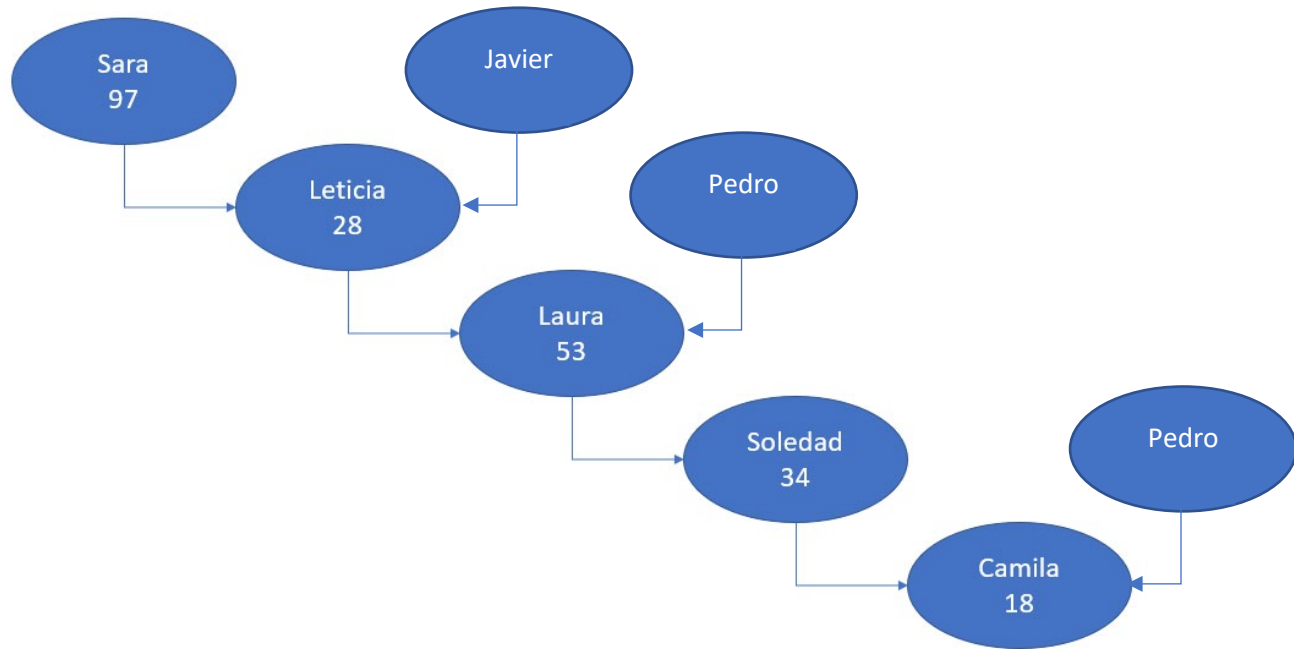 Sara
97
Javier
Leticia
28
Pedro
Laura
53
Soledad
34
Pedro
Camila
18